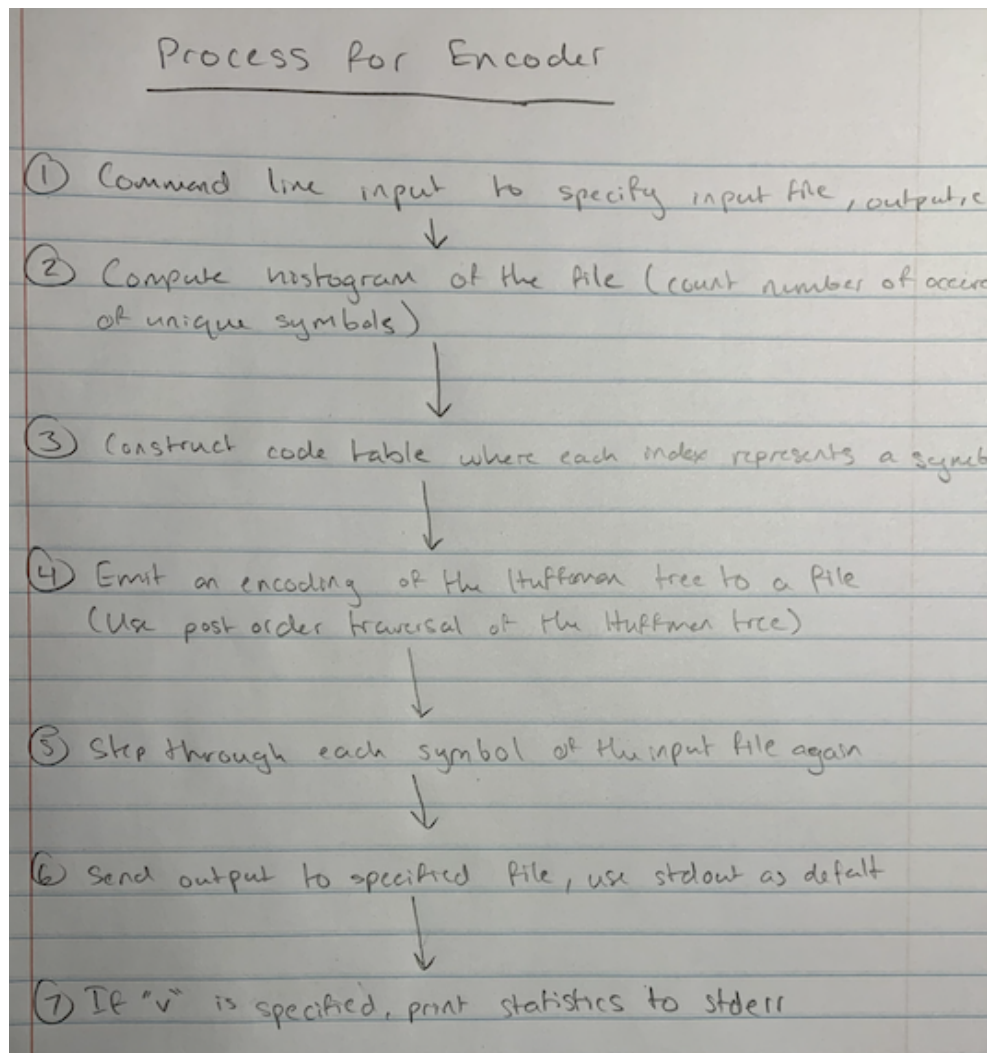 Process for Encoder
① Command line input to specify input file, output,
② Compute histogram of the file (count number of
of unique symbols)
③ Construct code table where each index represents a
④ Emit an encoding of the Huffman tree to a file
(Use post order traversal of the Huffman tree)
⑤ Step through each symbol of the input file again
⑥ Send output to specified file, use stdout as defalt
⑦ If "v" is specified, print statistics to stderr